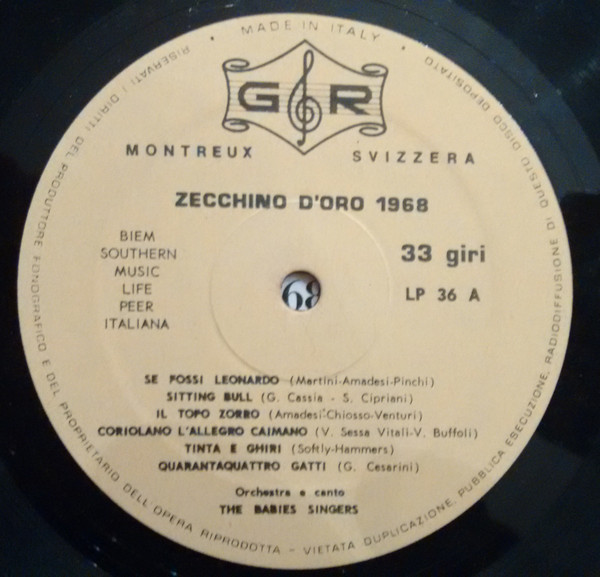 MADE IN ITALY
G R
MONTREUX SVIZZERA
ZECCHINO D'ORO 1968
BIEM
SOUTHERN
MUSIC
LIFE
PEER
ITALIANA
33 giri
LP 36 A
68
SE FOSSI LEONARDO (Martini-Amadesi-Pinchi)
SITTING BULL (G. Cassia - S. Cipriani)
IL TOPO ZORRO (Amadesi-Chiosso-Venturi)
CORIOLANO L'ALLEGRO CAIMANO (V. Sessa Vitali-V. Buffoli)
TINTA E GHIRI (Softly-Hammers)
QUARANTAQUATTRO GATTI (G. Cesarini)
Orchestra e canto
THE BABIES SINGERS
RISERVATI I DIRITTI DEL PRODUTTORE FONOGRAFICO E DEL PROPRIETARIO DELL'OPERA RIPRODOTTA - VIETATA DUPLICAZIONE, PUBBLICA ESECUZIONE, RADIODIFFUSIONE DI QUESTO DISCO DEPOSITATO